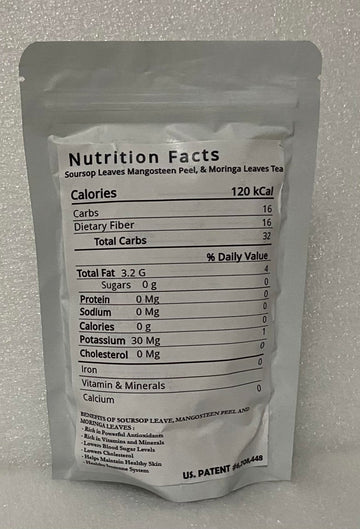 Nutrition Facts
Soursop Leaves Mangosteen Peel, & Moringa Leaves Tea
Calories 120 kCal
Carbs 16
Dietary Fiber 16
Total Carbs 32
% Daily Value
Total Fat 3.2 G 4
Sugars 0 g 0
Protein 0 Mg 0
Sodium 0 Mg 0
Calories 0 g 0
Potassium 30 Mg 1
Cholesterol 0 Mg 0
Iron 0
Vitamin & Minerals
Calcium 0
BENEFITS OF SOURSOP LEAVE, MANGOSTEEN PEEL AND
MORINGA LEAVES :
- Rich in Powerful Antioxidants
- Rich in Vitamins and Minerals
- Lowers Blood Sugar Levels
- Lowers Cholesterol
- Helps Maintain Healthy Skin
- Healthy Immune System
US. PATENT